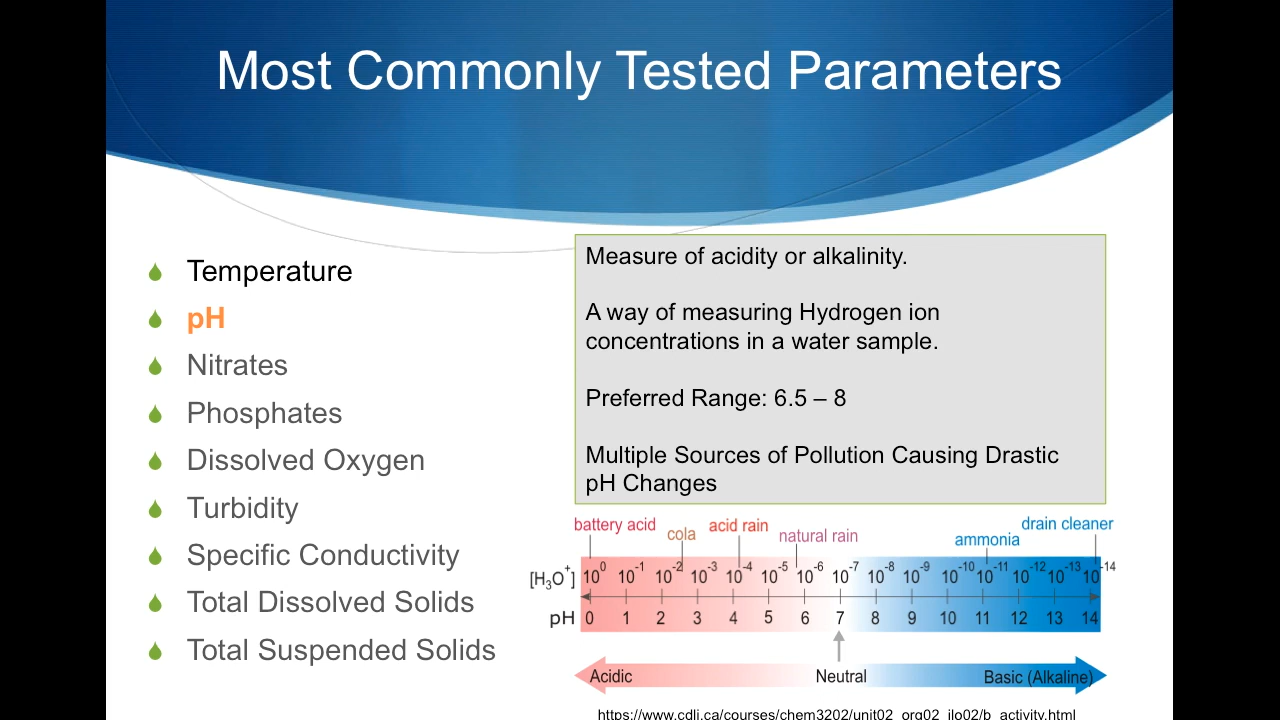 Most Commonly Tested Parameters
Temperature
pH
Nitrates
Phosphates
Dissolved Oxygen
Turbidity
Specific Conductivity
Total Dissolved Solids
Total Suspended Solids
Measure of acidity or alkalinity.
A way of measuring Hydrogen ion
concentrations in a water sample.
Preferred Range: 6.5 – 8
Multiple Sources of Pollution Causing Drastic
pH Changes
battery acid cola acid rain natural rain ammonia drain cleaner
[H₃O⁺] 10⁰ 10⁻¹ 10⁻² 10⁻³ 10⁻⁴ 10⁻⁵ 10⁻⁶ 10⁻⁷ 10⁻⁸ 10⁻⁹ 10⁻¹⁰ 10⁻¹¹ 10⁻¹² 10⁻¹³ 10⁻¹⁴
pH 0 1 2 3 4 5 6 7 8 9 10 11 12 13 14
Acidic Neutral Basic (Alkaline)
https://www.cdli.ca/courses/chem3202/unit02_org02_ilo02/b_activity.html